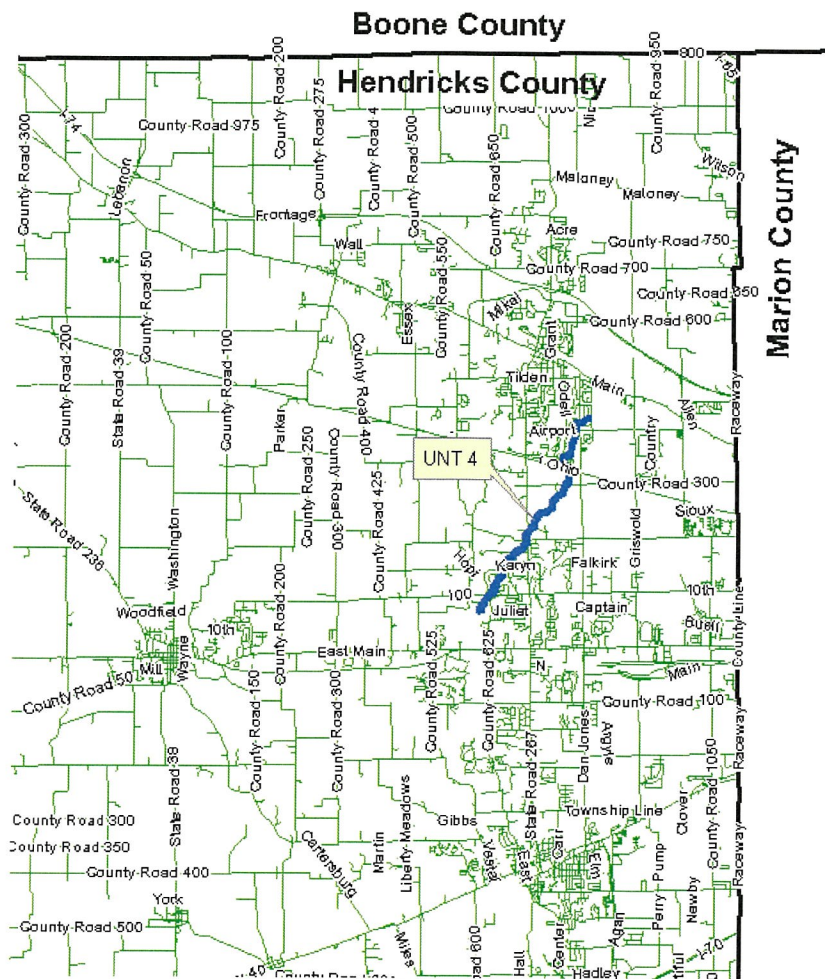 Boone County
Hendricks County
Marion County
County-Road-200
County-Road-950
800
I-65
County-Road-300
I-74
County-Road-975
County-Road-275
County-Road-4
County-Road-500
County-Road-650
County-Road-1000
Wilson
Maloney
Maloney
Lebanon
Frontage
Acre
County-Road-750
Wall
County-Road-50
County-Road-550
County Road-700
County-Road-650
Mikal
Essex
County-Road-600
County-Road-200
State-Road-39
County-Road-100
County Road-400
Grant
Tilden
Odell
Main
Allen
Raceway
Parker
Airport
County-Road-250
County-Road-300
County-Road-425
UNT 4
Ohio
Country
County-Road-300
Sioux
State-Road-236
Washington
Griswold
Hopi
Karyn
Falkirk
County-Road-200
100
Juliet
Captain
10th
Woodfield
10th
Buell
County-Line
Mill
Wayne
East-Main
County-Road-525
County-Road-625
N
Main
County-Road-50
County-Road-150
County-Road-300
County-Road-100
State-Road-267
Dan-Jones
Argyle
Raceway
State-Road-39
County-Road-1050
County Road-300
Gibbs
Township-Line
Clover
County-Road-350
Martin
Liberty-Meadows
Vestal
East
Carr
Elm
Pump
County-Road-400
Cartersburg
Perry
Newby
Raceway
York
County-Road-500
Miles
Hall
Center
Agan
I-70
40
Hadley